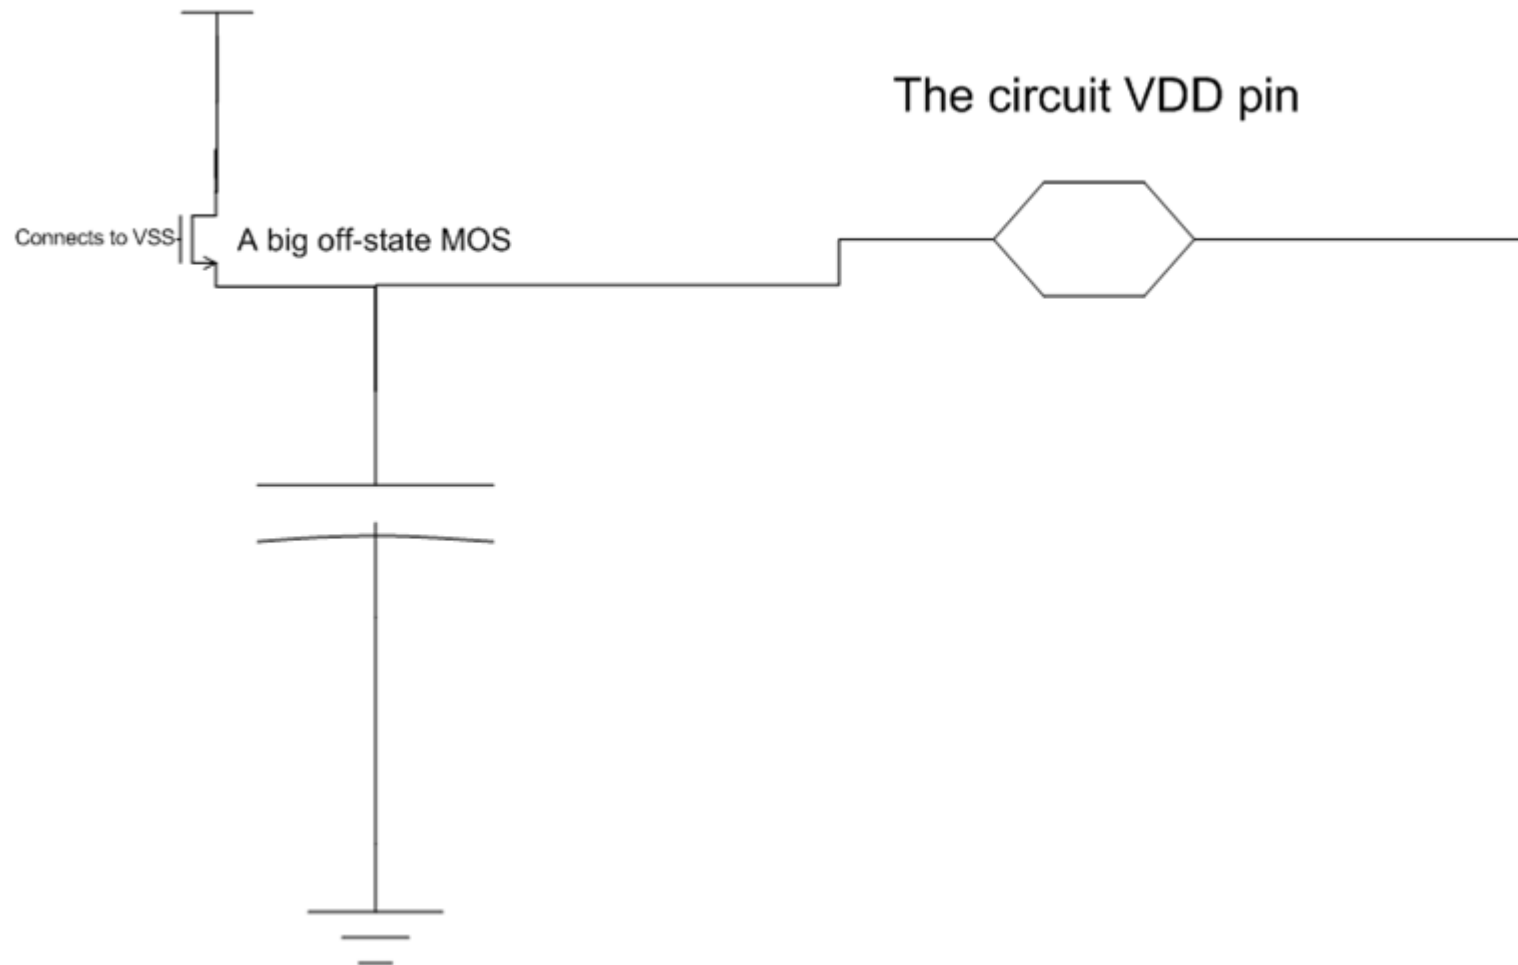 The circuit VDD pin
Connects to VSS
A big off-state MOS